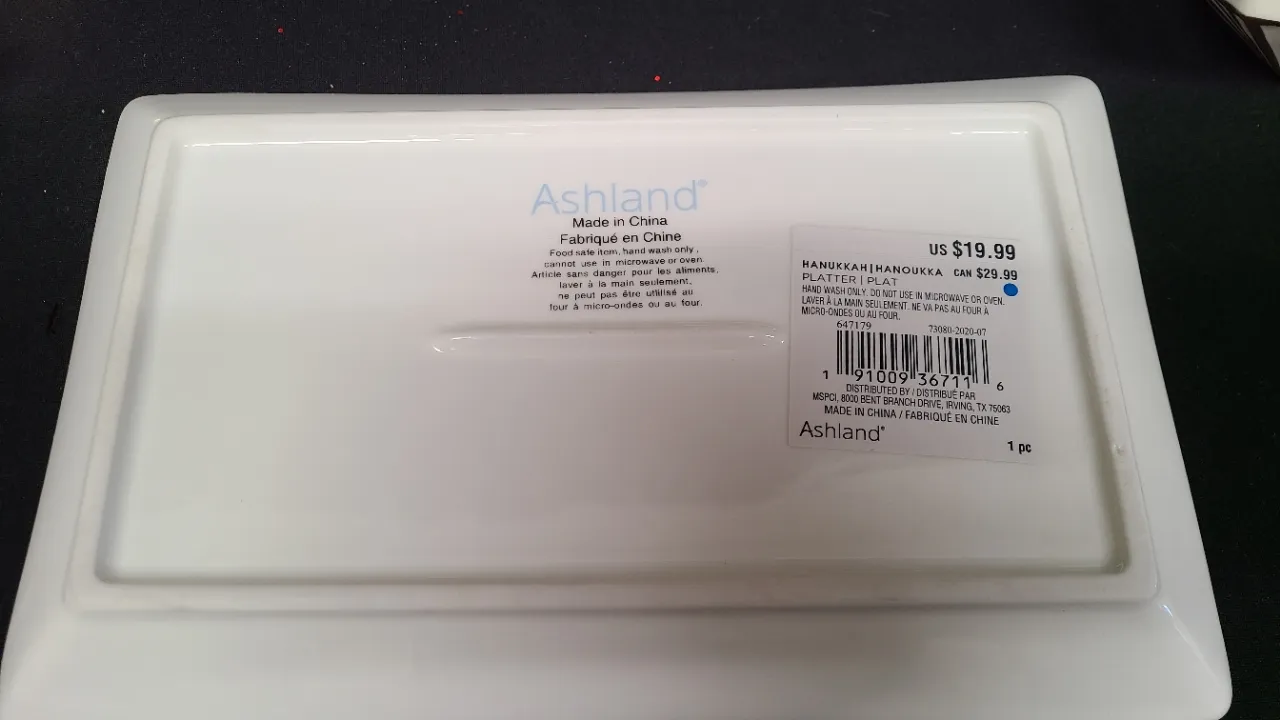 Ashland®
Made in China
Fabriqué en Chine
Food safe item, hand wash only,
cannot use in microwave or oven.
Article sans danger pour les aliments,
laver à la main seulement,
ne peut pas être utilisé au
four à micro-ondes ou au four.
US $19.99
HANUKKAH | HANOUKKA CAN $29.99
PLATTER | PLAT
HAND WASH ONLY. DO NOT USE IN MICROWAVE OR OVEN.
LAVER À LA MAIN SEULEMENT. NE VA PAS AU FOUR À
MICRO-ONDES OU AU FOUR.
647179 73080-2020-07
1 91009 36711 6
DISTRIBUTED BY / DISTRIBUÉ PAR
MSPCI, 8000 BENT BRANCH DRIVE, IRVING, TX 75063
MADE IN CHINA / FABRIQUÉ EN CHINE
Ashland®
1 pc